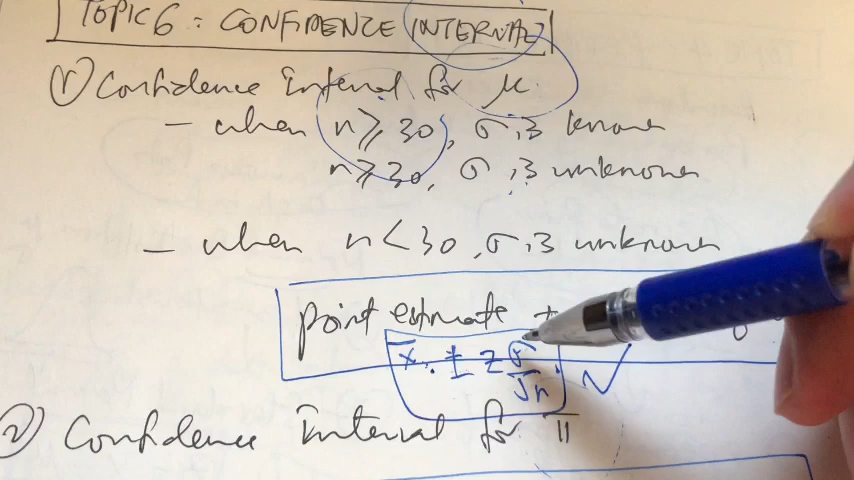 TOPIC 6 : CONFIDENCE INTERVAL
① Confidence Interval for μ
- when n ≥ 30, σ is known
n ≥ 30, σ is unknown
- when n < 30, σ is unknown
point estimate ±
x̄ ± z σ/√n ✓
② Confidence Interval for π